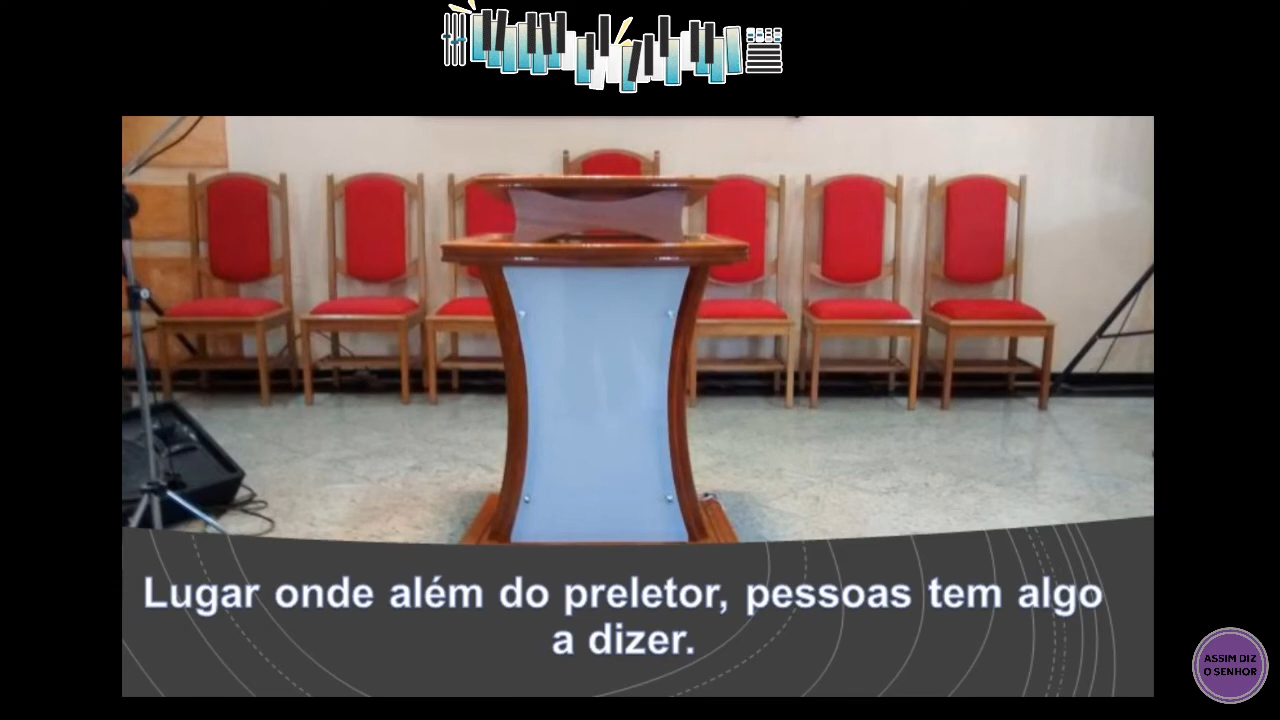 Lugar onde além do preletor, pessoas tem algo
a dizer.
ASSIM DIZ
O SENHOR